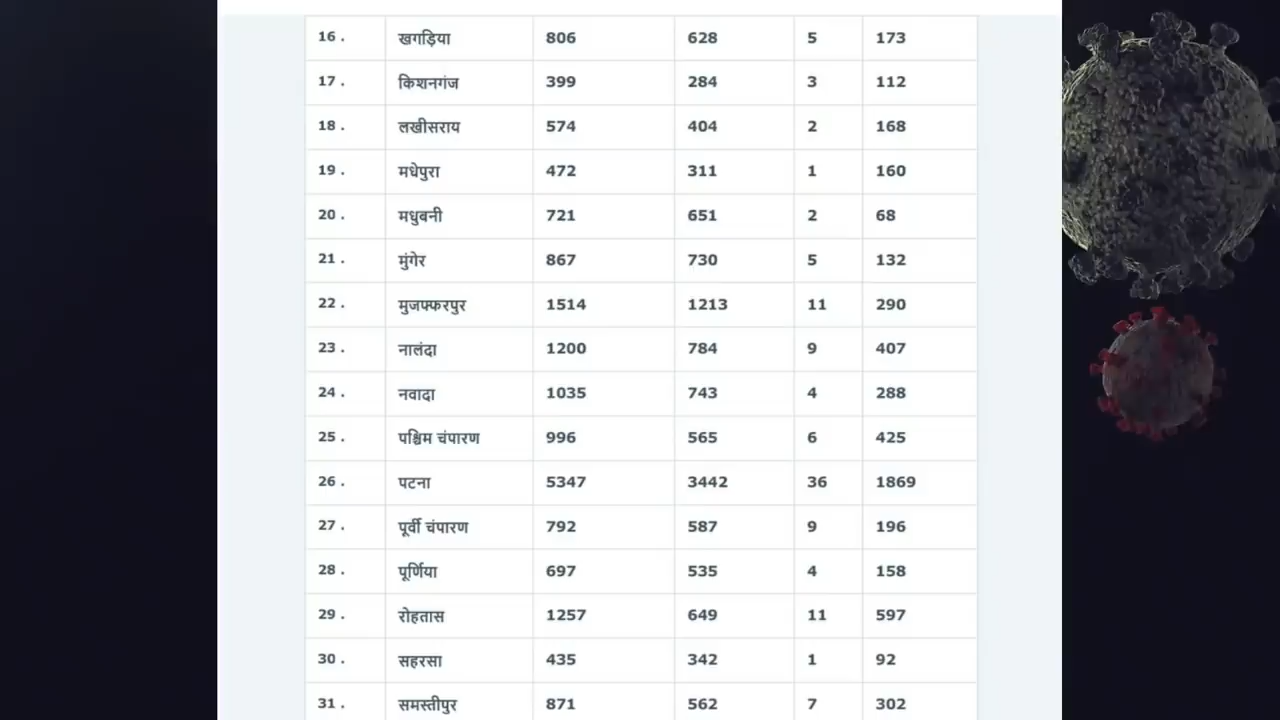 16 . खगड़िया 806 628 5 173
17 . किशनगंज 399 284 3 112
18 . लखीसराय 574 404 2 168
19 . मधेपुरा 472 311 1 160
20 . मधुबनी 721 651 2 68
21 . मुंगेर 867 730 5 132
22 . मुजफ्फरपुर 1514 1213 11 290
23 . नालंदा 1200 784 9 407
24 . नवादा 1035 743 4 288
25 . पश्चिम चंपारण 996 565 6 425
26 . पटना 5347 3442 36 1869
27 . पूर्वी चंपारण 792 587 9 196
28 . पूर्णिया 697 535 4 158
29 . रोहतास 1257 649 11 597
30 . सहरसा 435 342 1 92
31 . समस्तीपुर 871 562 7 302